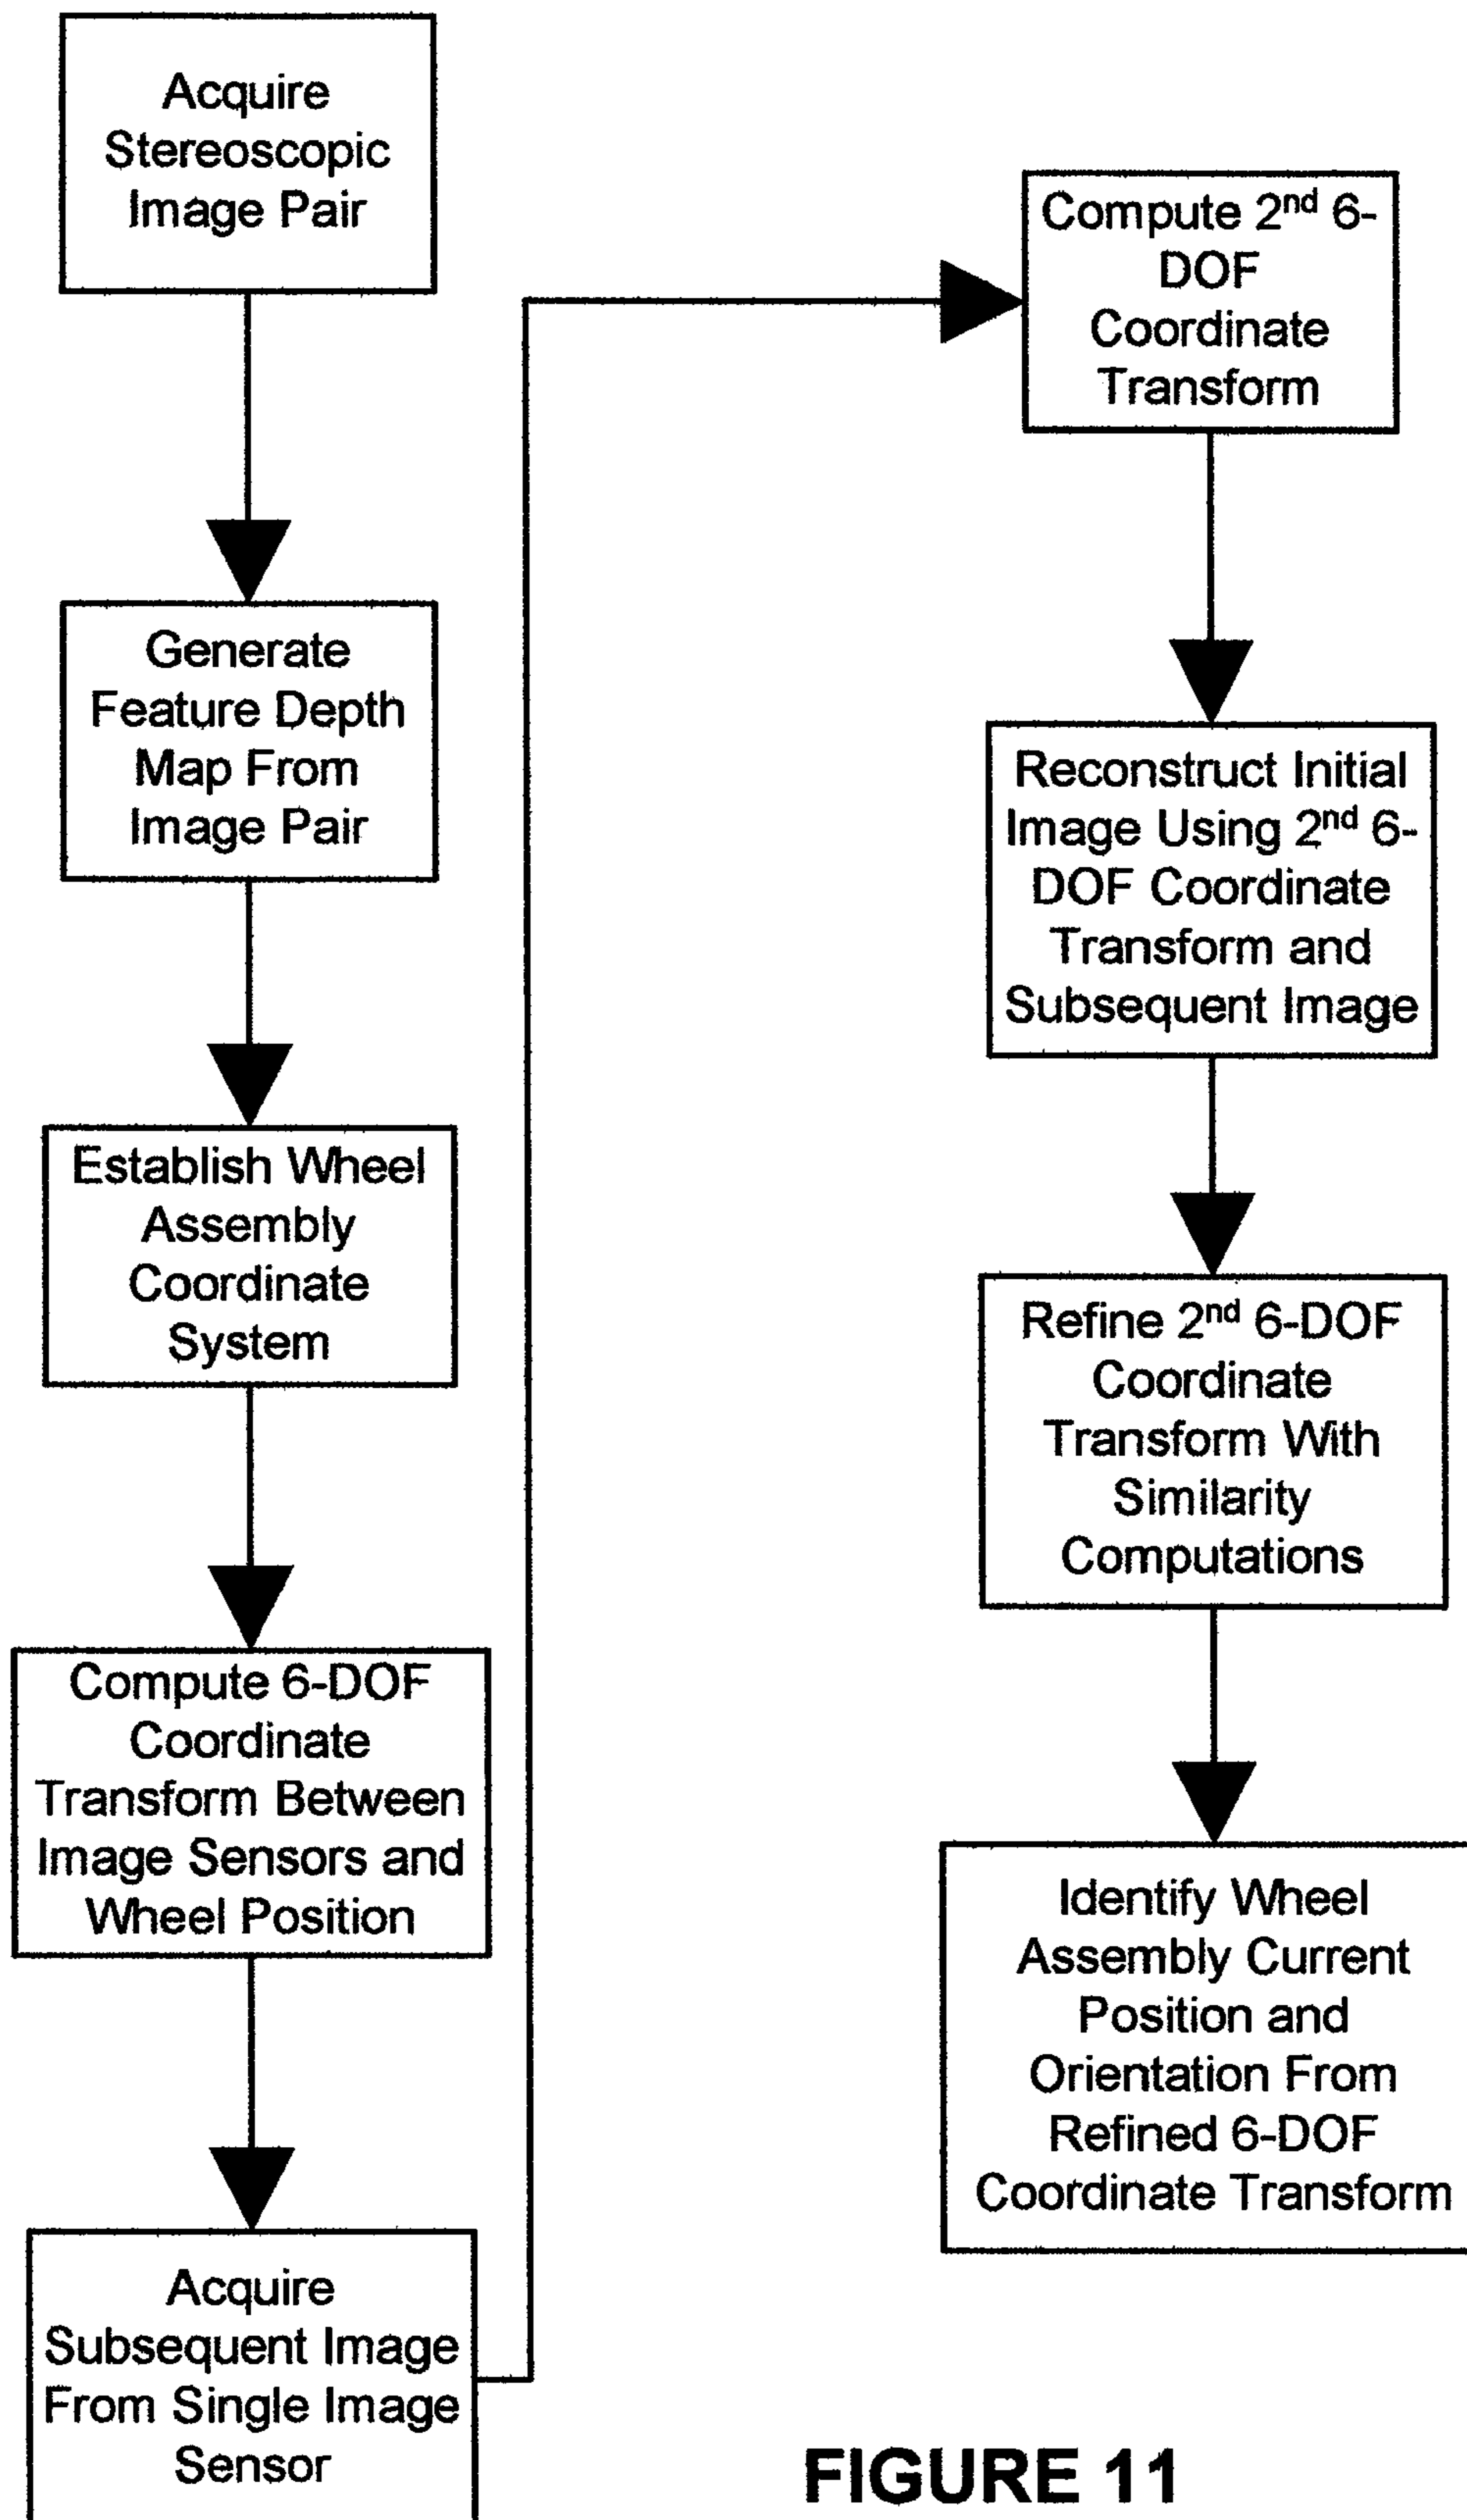 Acquire
Stereoscopic
Image Pair
Generate
Feature Depth
Map From
Image Pair
Establish Wheel
Assembly
Coordinate
System
Compute 6-DOF
Coordinate
Transform Between
Image Sensors and
Wheel Position
Acquire
Subsequent Image
From Single Image
Sensor
Compute 2nd 6-
DOF
Coordinate
Transform
Reconstruct Initial
Image Using 2nd 6-
DOF Coordinate
Transform and
Subsequent Image
Refine 2nd 6-DOF
Coordinate
Transform With
Similarity
Computations
Identify Wheel
Assembly Current
Position and
Orientation From
Refined 6-DOF
Coordinate Transform
FIGURE 11